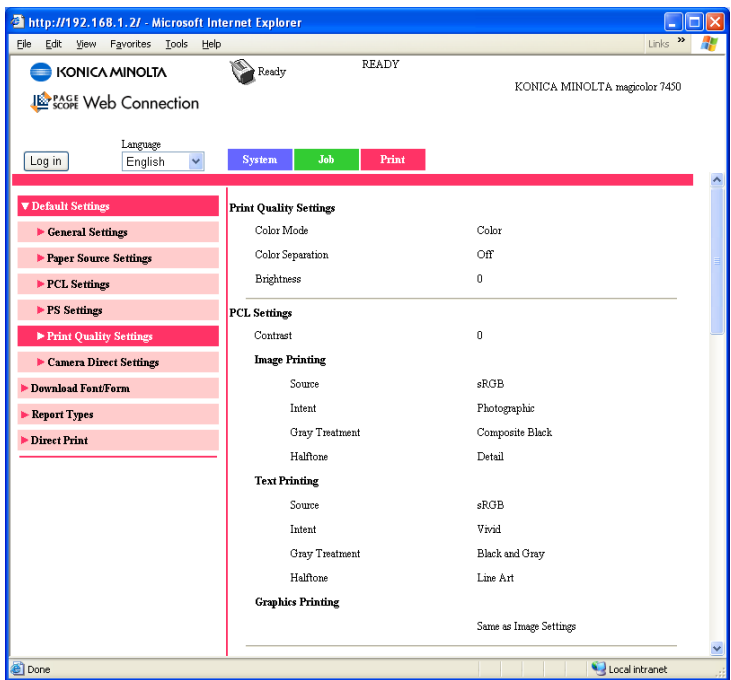 http://192.168.1.2/ - Microsoft Internet Explorer
File Edit View Favorites Tools Help Links »
KONICA MINOLTA
Ready
READY
KONICA MINOLTA magicolor 7450
PAGE SCOPE Web Connection
Language
Log in
English
System Job Print
Default Settings
General Settings
Paper Source Settings
PCL Settings
PS Settings
Print Quality Settings
Camera Direct Settings
Download Font/Form
Report Types
Direct Print
Print Quality Settings
Color Mode Color
Color Separation Off
Brightness 0
PCL Settings
Contrast 0
Image Printing
Source sRGB
Intent Photographic
Gray Treatment Composite Black
Halftone Detail
Text Printing
Source sRGB
Intent Vivid
Gray Treatment Black and Gray
Halftone Line Art
Graphics Printing
Same as Image Settings
Done
Local intranet